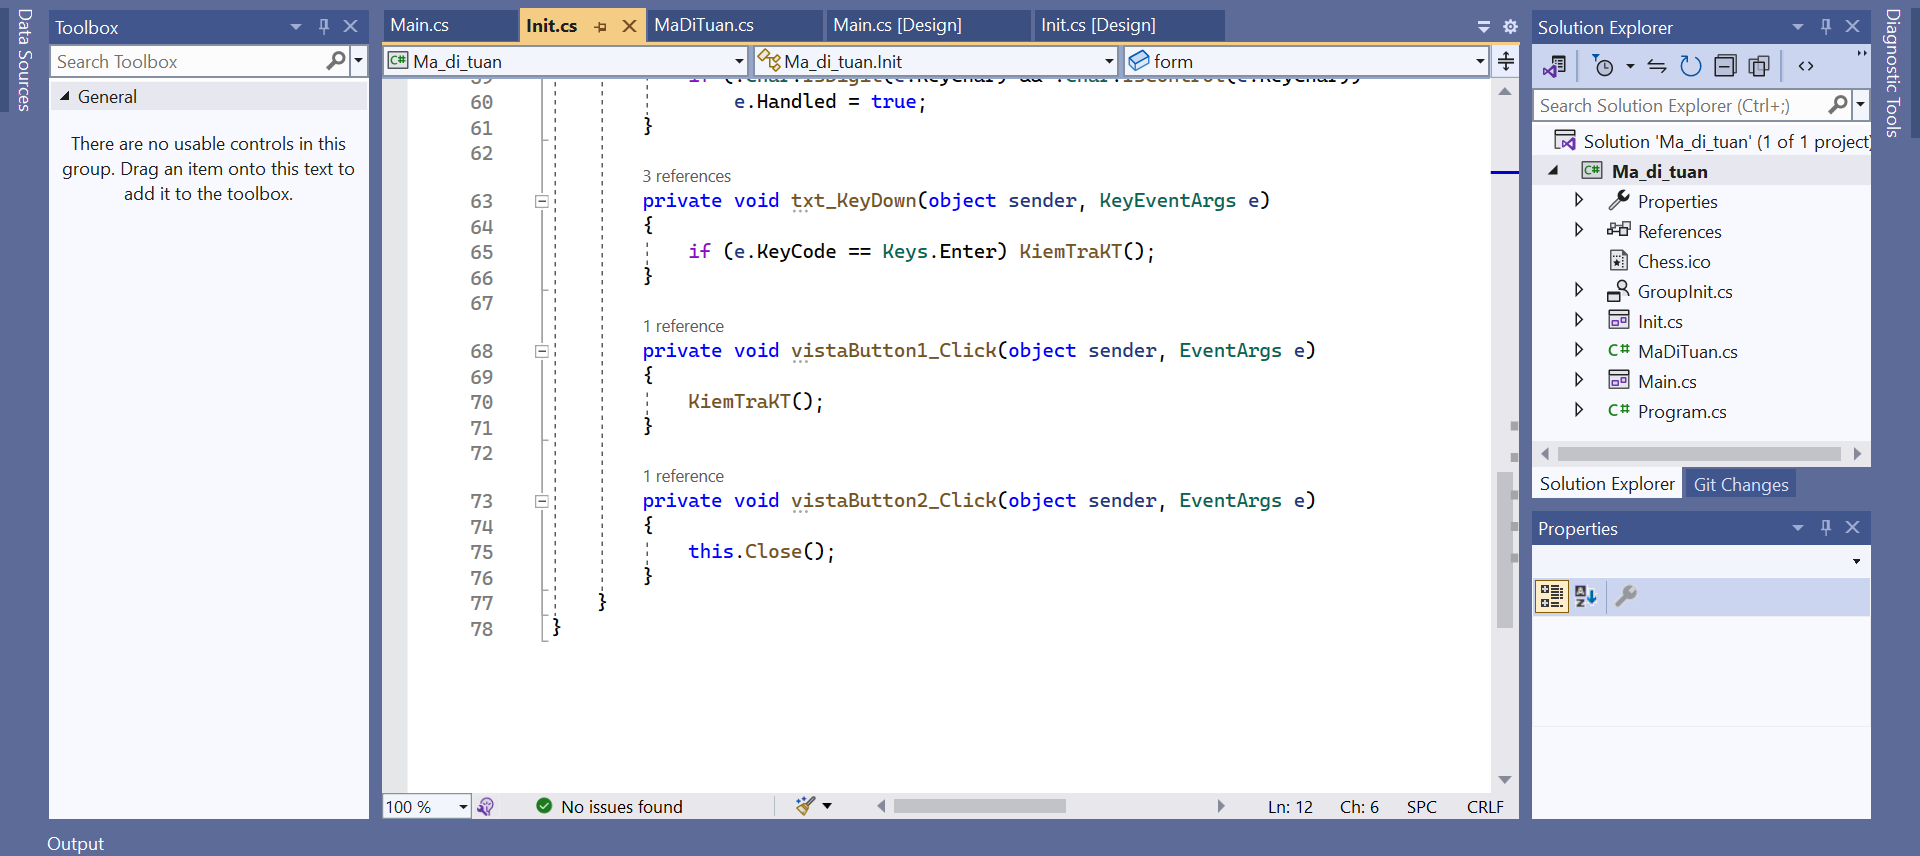 Data Sources
Toolbox
Search Toolbox
General
There are no usable controls in this
group. Drag an item onto this text to
add it to the toolbox.
Main.cs
Init.cs
MaDiTuan.cs
Main.cs [Design]
Init.cs [Design]
C# Ma_di_tuan
Ma_di_tuan.Init
form
60 e.Handled = true;
61 }
62
3 references
63 private void txt_KeyDown(object sender, KeyEventArgs e)
64 {
65 if (e.KeyCode == Keys.Enter) KiemTraKT();
66 }
67
1 reference
68 private void vistaButton1_Click(object sender, EventArgs e)
69 {
70 KiemTraKT();
71 }
72
1 reference
73 private void vistaButton2_Click(object sender, EventArgs e)
74 {
75 this.Close();
76 }
77 }
78 }
100 %
No issues found
Ln: 12 Ch: 6 SPC CRLF
Output
Solution Explorer
Search Solution Explorer (Ctrl+;)
Solution 'Ma_di_tuan' (1 of 1 project
C# Ma_di_tuan
Properties
References
Chess.ico
GroupInit.cs
Init.cs
C# MaDiTuan.cs
Main.cs
C# Program.cs
Solution Explorer
Git Changes
Properties
Diagnostic Tools